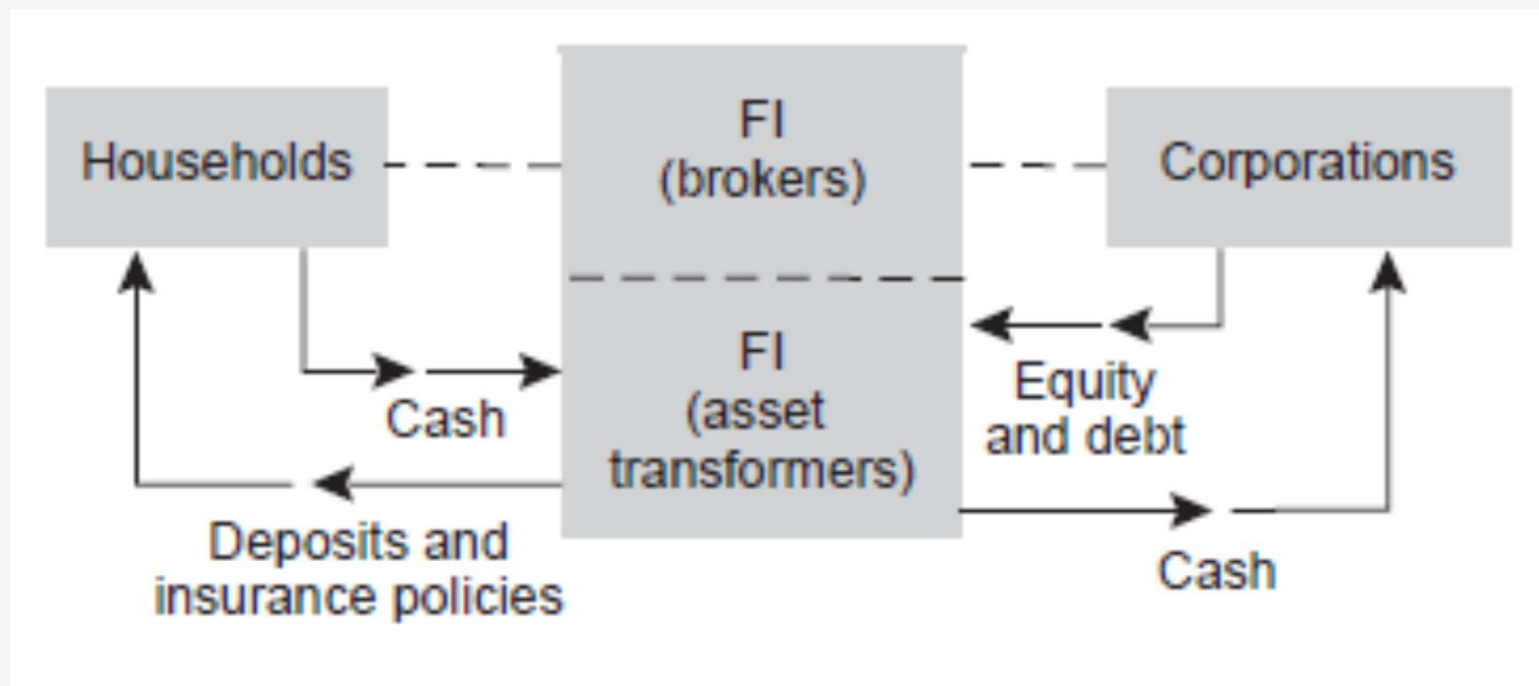 Households
FI
(brokers)
Corporations
FI
(asset
transformers)
Cash
Deposits and
insurance policies
Equity
and debt
Cash